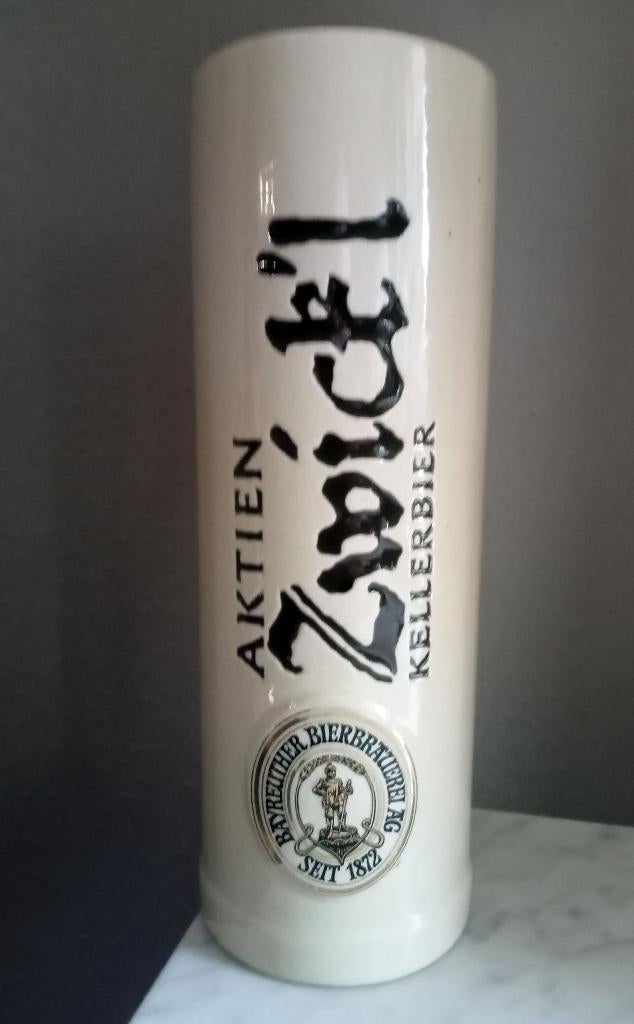 AKTIEN
Zwick'l
KELLERBIER
BAYREUTHER BIERBRAUEREI AG
SEIT 1872